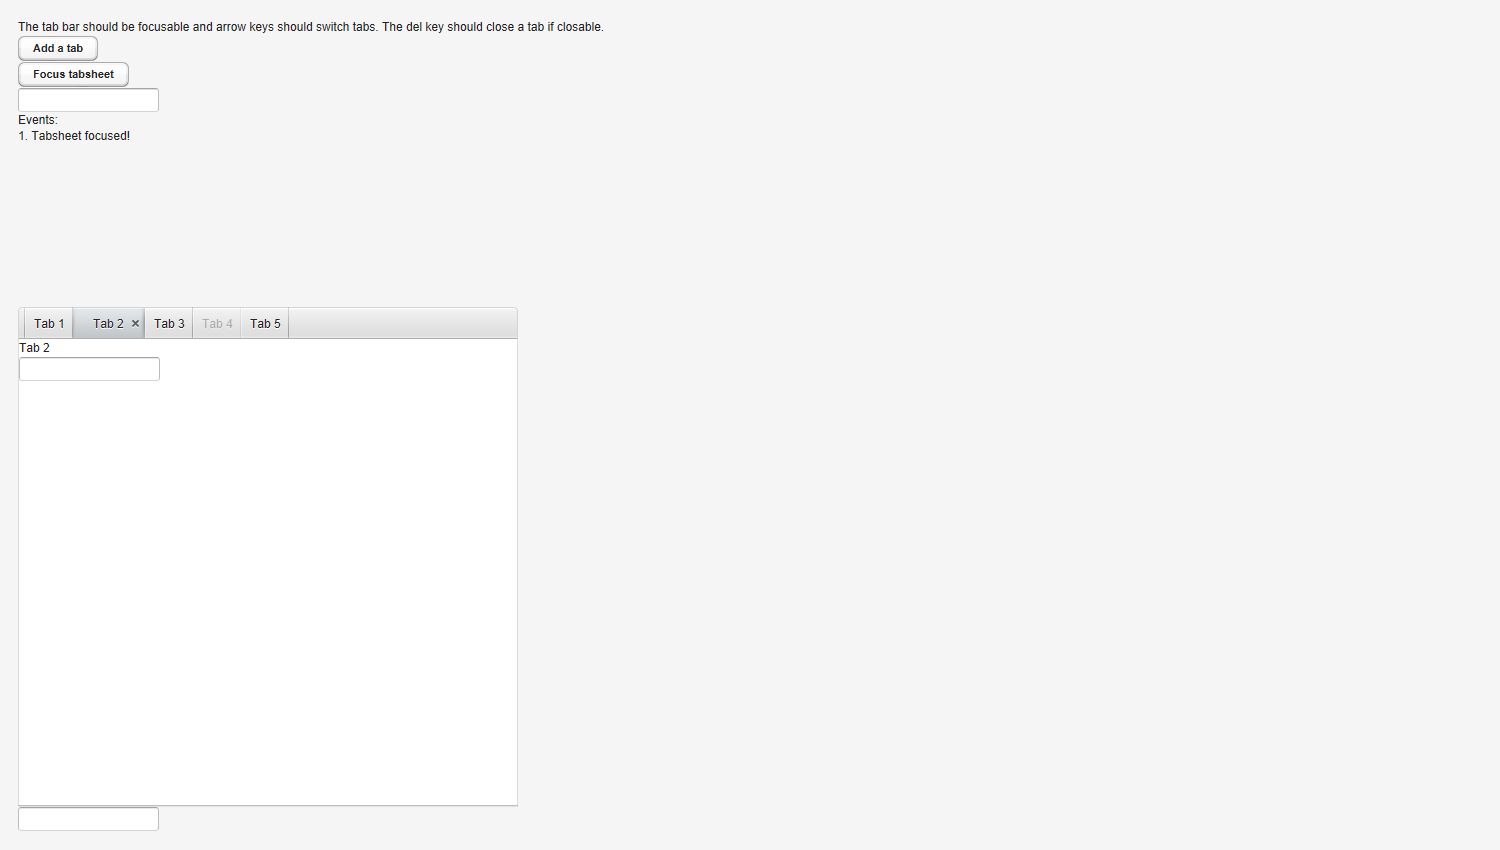 The tab bar should be focusable and arrow keys should switch tabs. The del key should close a tab if closable.
Add a tab
Focus tabsheet
Events:
1. Tabsheet focused!
Tab 1 Tab 2 Tab 3 Tab 4 Tab 5
Tab 2